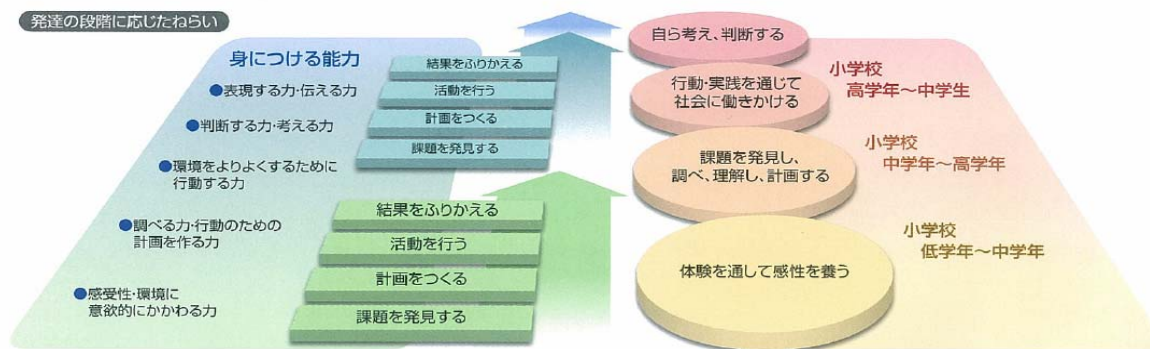 発達の段階に応じたねらい
身につける能力
●表現する力・伝える力
●判断する力・考える力
●環境をよりよくするために
行動する力
●調べる力・行動のための
計画を作る力
●感受性・環境に
意欲的にかかわる力
結果をふりかえる
活動を行う
計画をつくる
課題を発見する
結果をふりかえる
活動を行う
計画をつくる
課題を発見する
自ら考え、判断する
行動・実践を通じて
社会に働きかける
課題を発見し、
調べ、理解し、計画する
体験を通して感性を養う
小学校
高学年～中学生
小学校
中学年～高学年
小学校
低学年～中学年